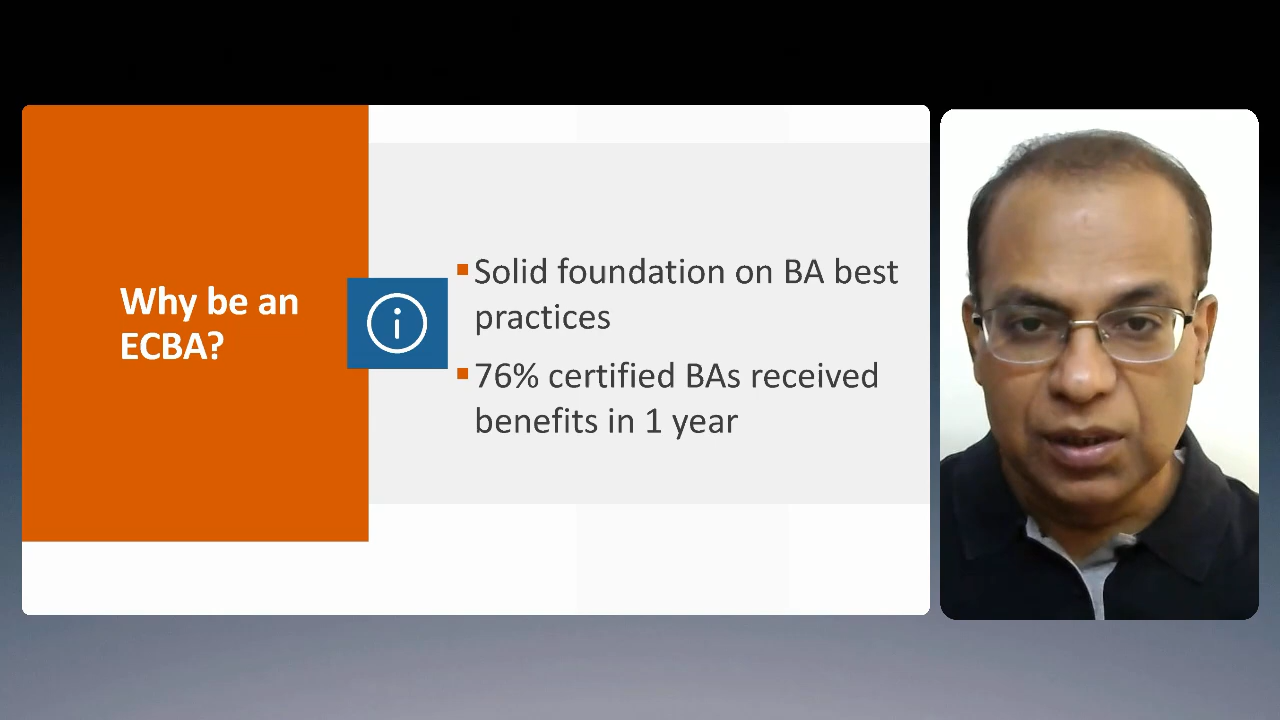 Why be an
ECBA?
▪Solid foundation on BA best
practices
▪76% certified BAs received
benefits in 1 year